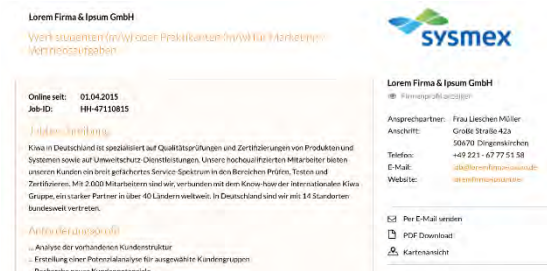 Lorem Firma & Ipsum GmbH
Werkstudenten (m/w) oder Praktikanten (m/w) für Marketing-
Vertriebsaufgaben
Online seit: 01.04.2015
Job-ID: HH-47110815
Jobbeschreibung
Kiwa in Deutschland ist spezialisiert auf Qualitätsprüfungen und Zertifizierungen von Produkten und
Systemen sowie auf Umweltschutz-Dienstleistungen. Unsere hochqualifizierten Mitarbeiter bieten
unseren Kunden ein breit gefächertes Service-Spektrum in den Bereichen Prüfen, Testen und
Zertifizieren. Mit 2.000 Mitarbeitern sind wir, verbunden mit dem Know-how der internationalen Kiwa
Gruppe, ein starker Partner in über 40 Ländern weltweit. In Deutschland sind wir mit 14 Standorten
bundesweit vertreten.
Anforderungsprofil
.. Analyse der vorhandenen Kundenstruktur
.. Erstellung einer Potenzialanalyse für ausgewählte Kundengruppen
sysmex
Lorem Firma & Ipsum GmbH
Firmenprofil anzeigen
Ansprechpartner: Frau Lieschen Müller
Anschrift: Große Straße 42a
50670 Dingenskirchen
Telefon: +49 221 - 67 77 51 58
E-Mail:
Website:
Per E-Mail senden
PDF Download
Kartenansicht